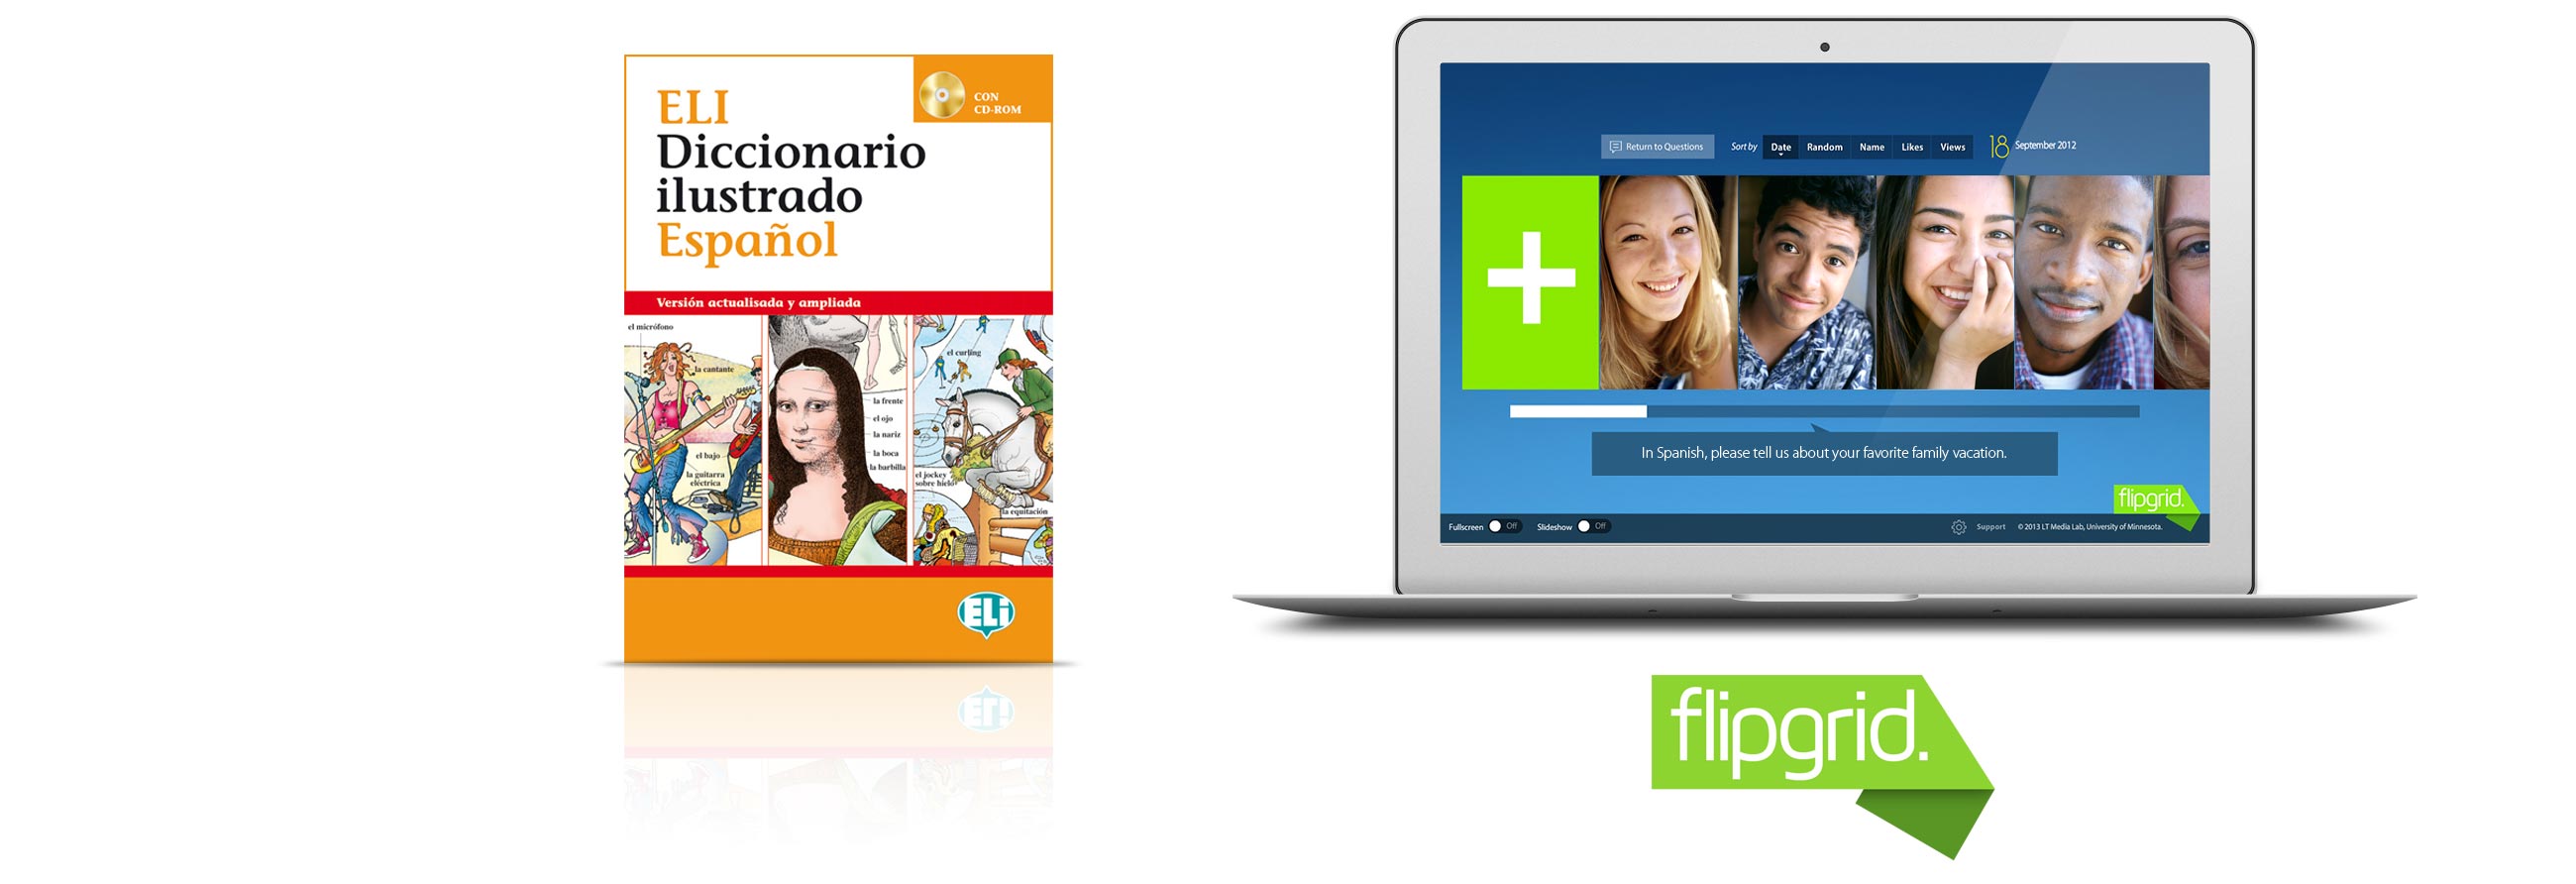 ELI
Diccionario
ilustrado
Español
CON
CD-ROM
Versión actualisada y ampliada
el micrófono
la cantante
el bajo
la guitarra
eléctrica
la frente
el ojo
la nariz
la boca
la barbilla
el curling
el jockey
sobre hielo
la equitación
ELi
Return to Questions
Sort by Date Random Name Likes Views
18 September 2012
In Spanish, please tell us about your favorite family vacation.
flipgrid.
Fullscreen Off Slideshow Off
Support © 2013 LT Media Lab, University of Minnesota.
flipgrid.